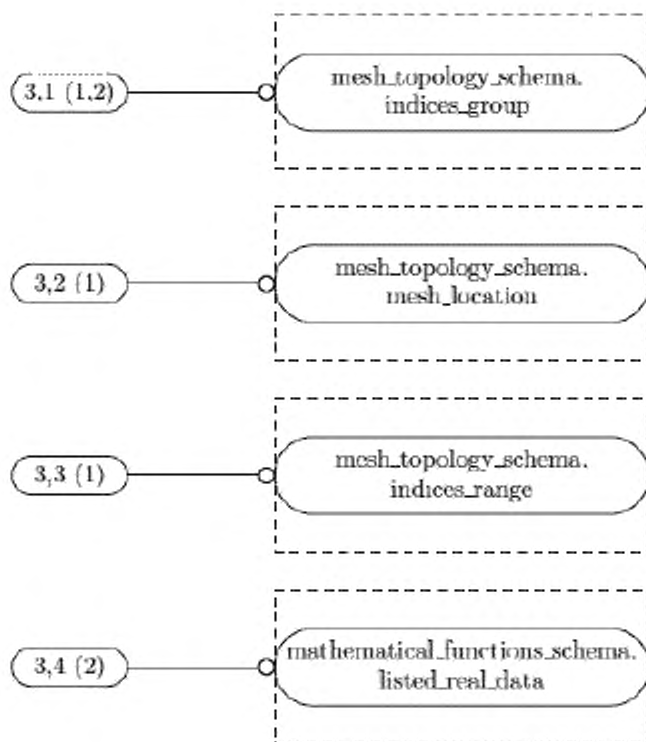 3,1 (1,2)
mesh_topology_schema.
indices_group
3,2 (1)
mesh_topology_schema.
mesh_location
3,3 (1)
mesh_topology_schema.
indices_range
3,4 (2)
mathematical_functions_schema.
listed_real_data